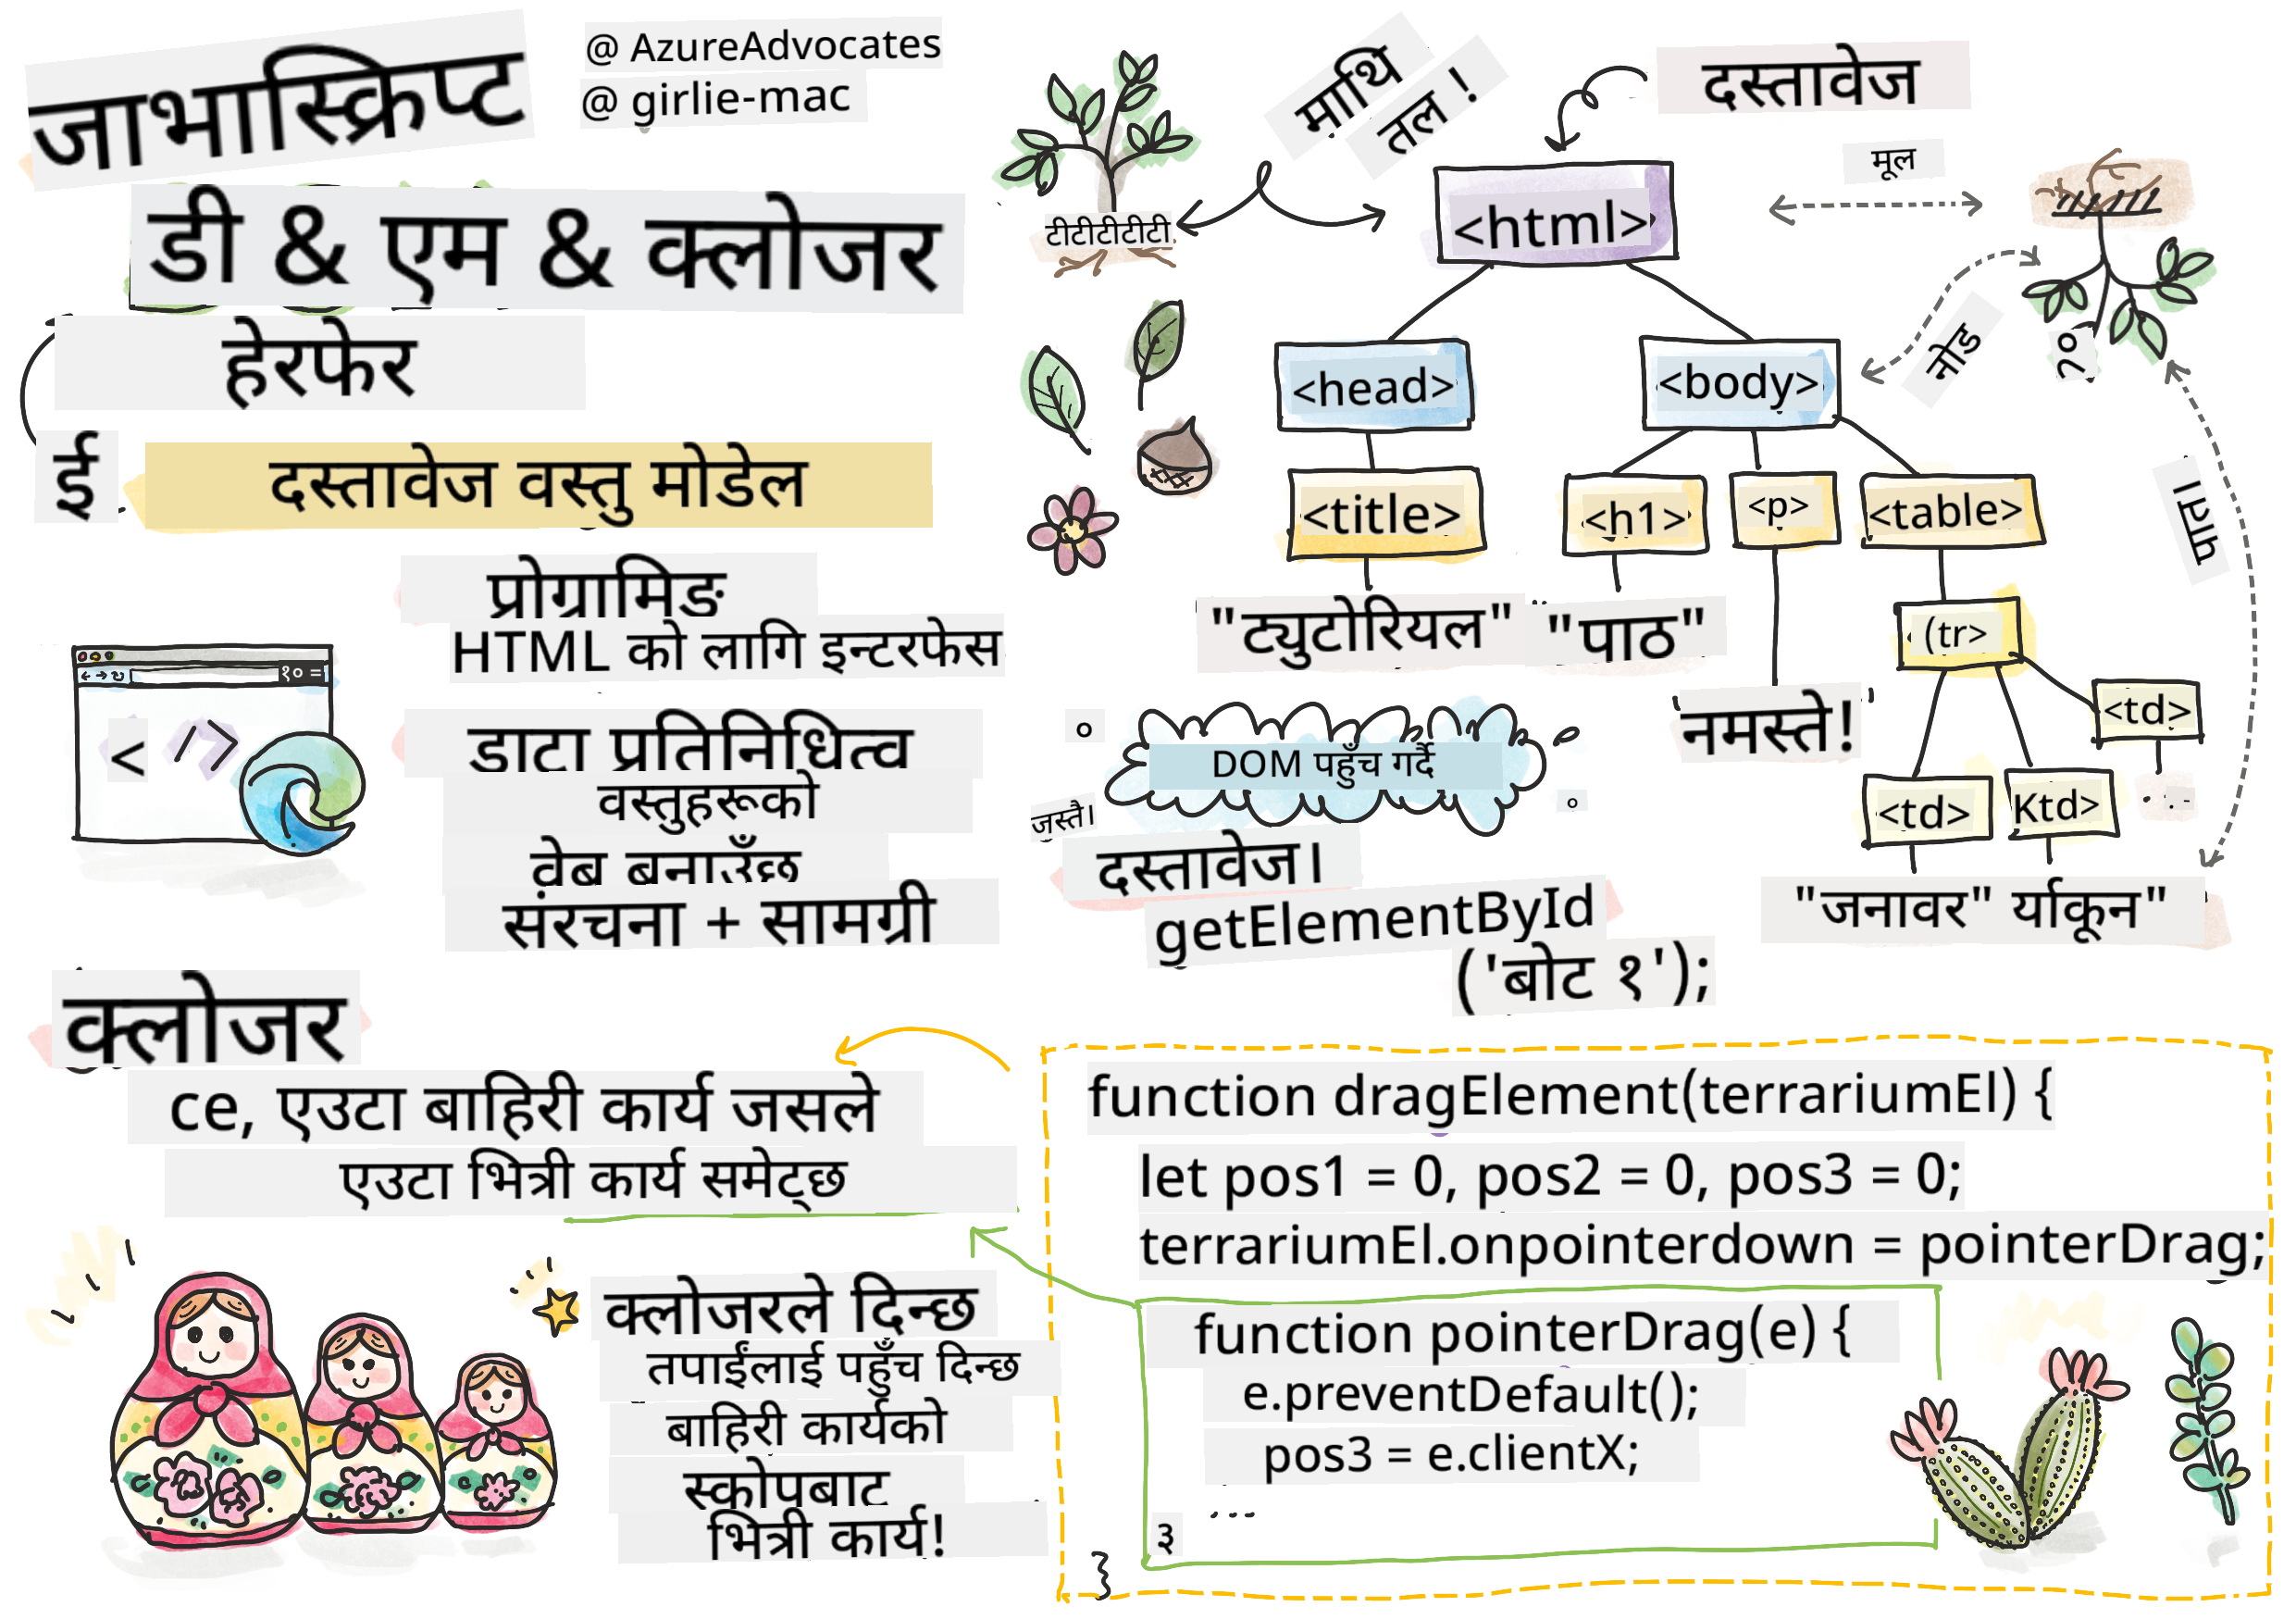 जाभास्क्रिप्ट
@ AzureAdvocates
@ girlie-mac
डी & एम & क्लोजर
हेरफेर
ई
दस्तावेज वस्तु मोडेल
प्रोग्रामिङ
HTML को लागि इन्टरफेस
१० =
< />
डाटा प्रतिनिधित्व
वस्तुहरूको
वेब बनाउँछ
संरचना + सामग्री
टीटीटीटीटी
माथि
तल !
दस्तावेज
मूल
<html>
नोड
१०
पाता।
<head>
<body>
<title>
<h1>
<p>
<table>
"ट्युटोरियल"
"पाठ"
(tr>
नमस्ते!
<td>
<td>
Ktd>
"जनावर" र्याकून"
DOM पहुँच गर्दै
जस्तै।
दस्तावेज।
getElementById
('बोट १');
क्लोजर
ce, एउटा बाहिरी कार्य जसले
एउटा भित्री कार्य समेट्छ
क्लोजरले दिन्छ
तपाईंलाई पहुँच दिन्छ
बाहिरी कार्यको
स्कोपबाट
भित्री कार्य!
function dragElement(terrariumEl) {
let pos1 = 0, pos2 = 0, pos3 = 0;
terrariumEl.onpointerdown = pointerDrag;
function pointerDrag(e) {
e.preventDefault();
pos3 = e.clientX;
...
३
}